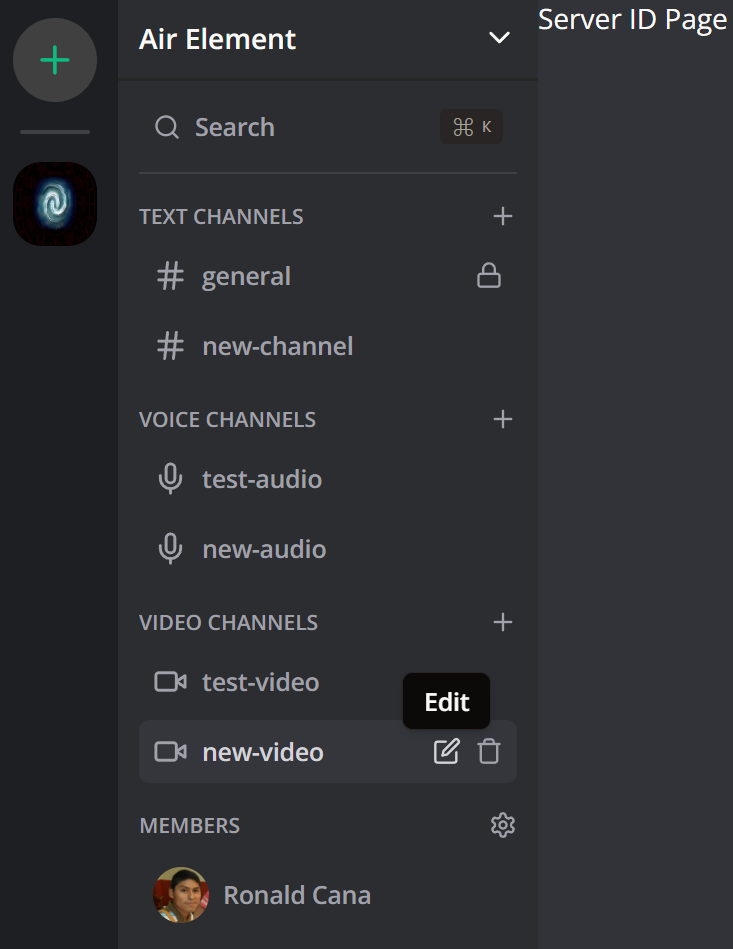 Air Element
Server ID Page
Search
⌘ K
TEXT CHANNELS
general
new-channel
VOICE CHANNELS
test-audio
new-audio
VIDEO CHANNELS
test-video
Edit
new-video
MEMBERS
Ronald Cana